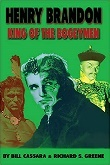 HENRY BRANDON
KING OF THE BOGEYMEN
BY BILL CASSARA & RICHARD S. GREENE